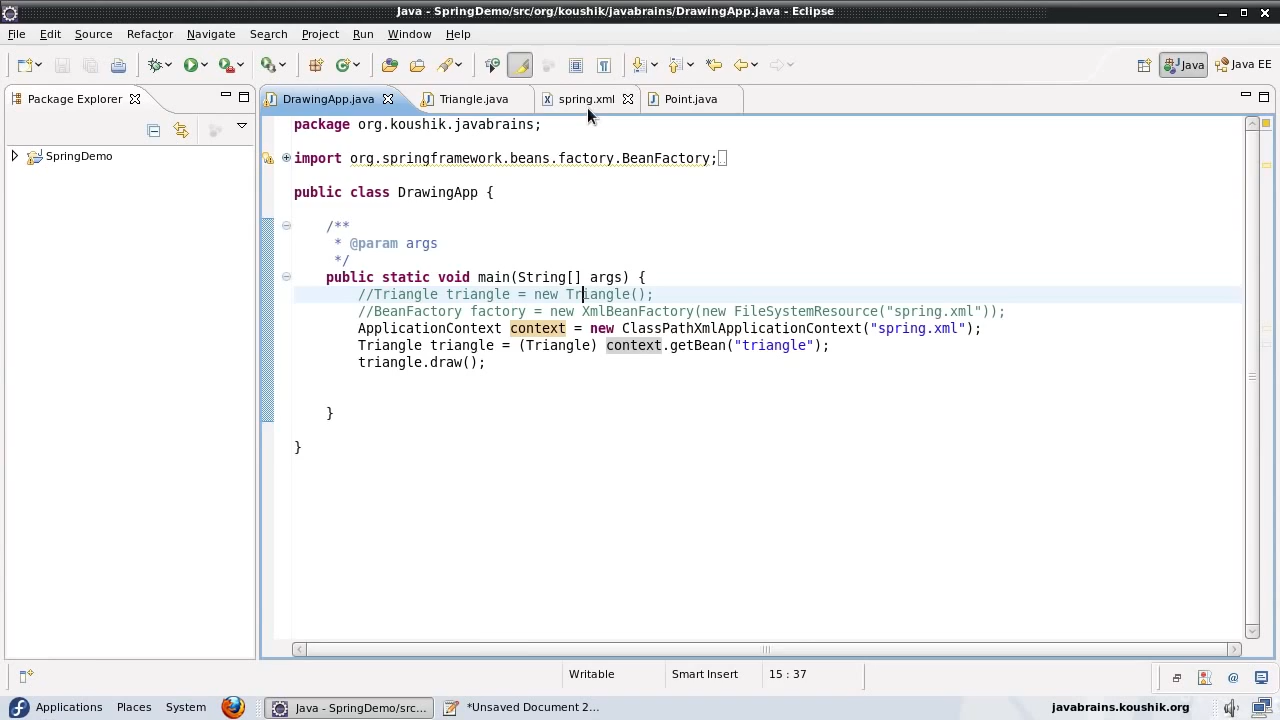 Java - SpringDemo/src/org/koushik/javabrains/DrawingApp.java - Eclipse
File Edit Source Refactor Navigate Search Project Run Window Help
Java Java EE
Package Explorer DrawingApp.java Triangle.java spring.xml Point.java
SpringDemo
package org.koushik.javabrains;
import org.springframework.beans.factory.BeanFactory;
public class DrawingApp {
/**
* @param args
*/
public static void main(String[] args) {
//Triangle triangle = new Triangle();
//BeanFactory factory = new XmlBeanFactory(new FileSystemResource("spring.xml"));
ApplicationContext context = new ClassPathXmlApplicationContext("spring.xml");
Triangle triangle = (Triangle) context.getBean("triangle");
triangle.draw();
}
}
Writable Smart Insert 15 : 37
Applications Places System Java - SpringDemo/src... *Unsaved Document 2... javabrains.koushik.org